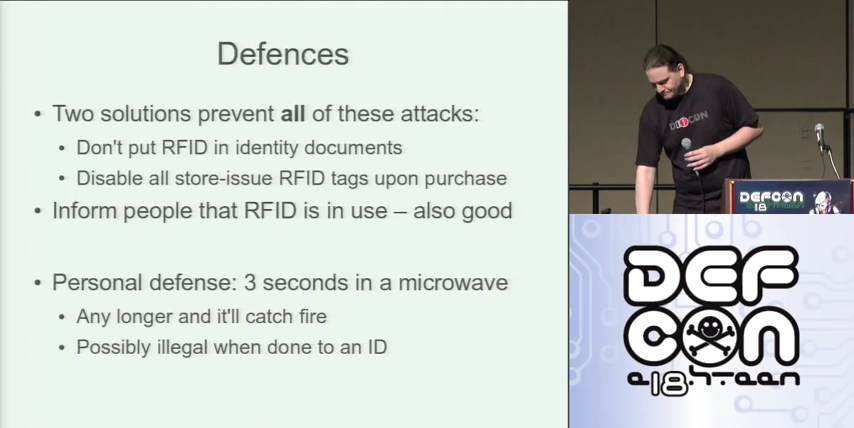 Defences
• Two solutions prevent all of these attacks:
• Don't put RFID in identity documents
• Disable all store-issue RFID tags upon purchase
• Inform people that RFID is in use – also good
• Personal defense: 3 seconds in a microwave
• Any longer and it'll catch fire
• Possibly illegal when done to an ID
DEFCON
18
DEF
CON